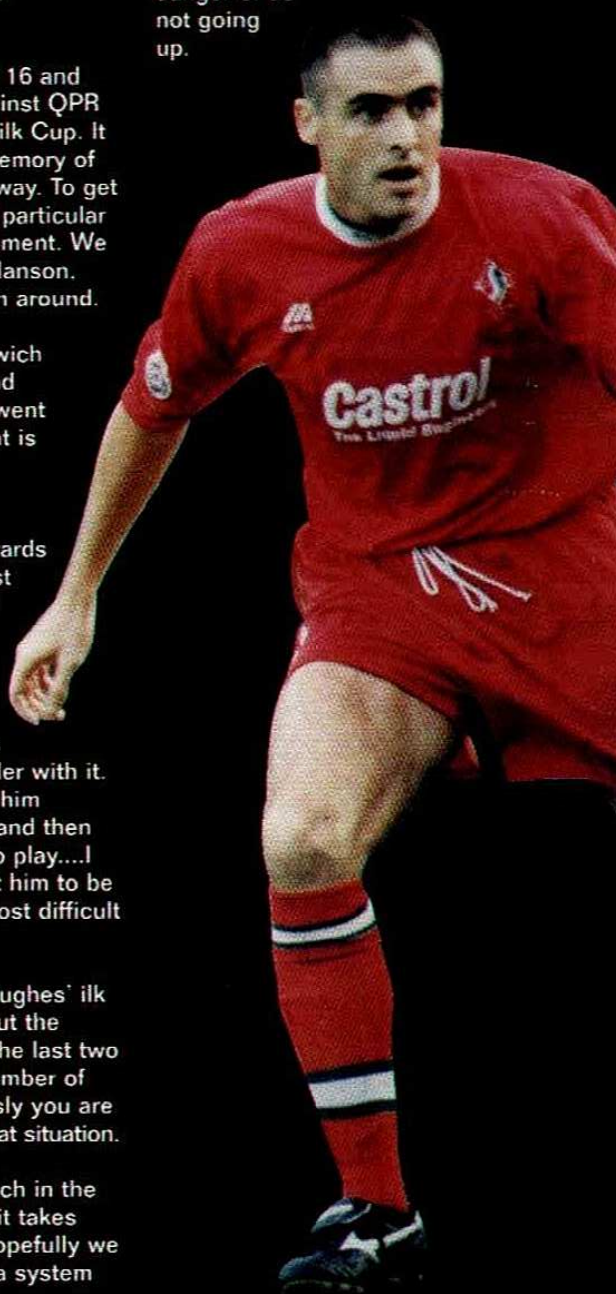 not going
up.
16 and
inst QPR
ilk Cup. It
emory of
way. To get
particular
ment. We
lanson.
n around.
wich
d
went
t is
ards
st
ler with it.
him
and then
o play....I
t him to be
ost difficult
ughes' ilk
ut the
he last two
mber of
sly you are
at situation.
ch in the
it takes
opefully we
a system
Castrol
The Liquid Engineers